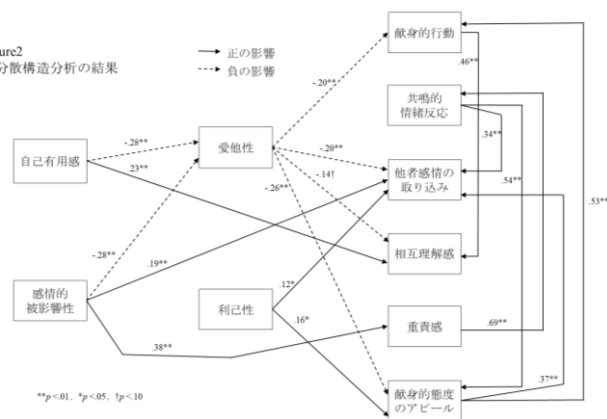 ure2
分散構造分析の結果
正の影響
負の影響
献身的行動
共鳴的
情緒反応
自己有用感
愛他性
他者感情の
取り込み
相互理解感
感情的
被影響性
利己性
重責感
献身的態度
のアピール
-.20**
.46**
-.28**
.23**
-.20**
-.14†
-.26**
.34**
.54**
.53**
-.28**
.19**
.12*
.16*
.38**
.69**
.37**
**p<.01, *p<.05, †p<.10